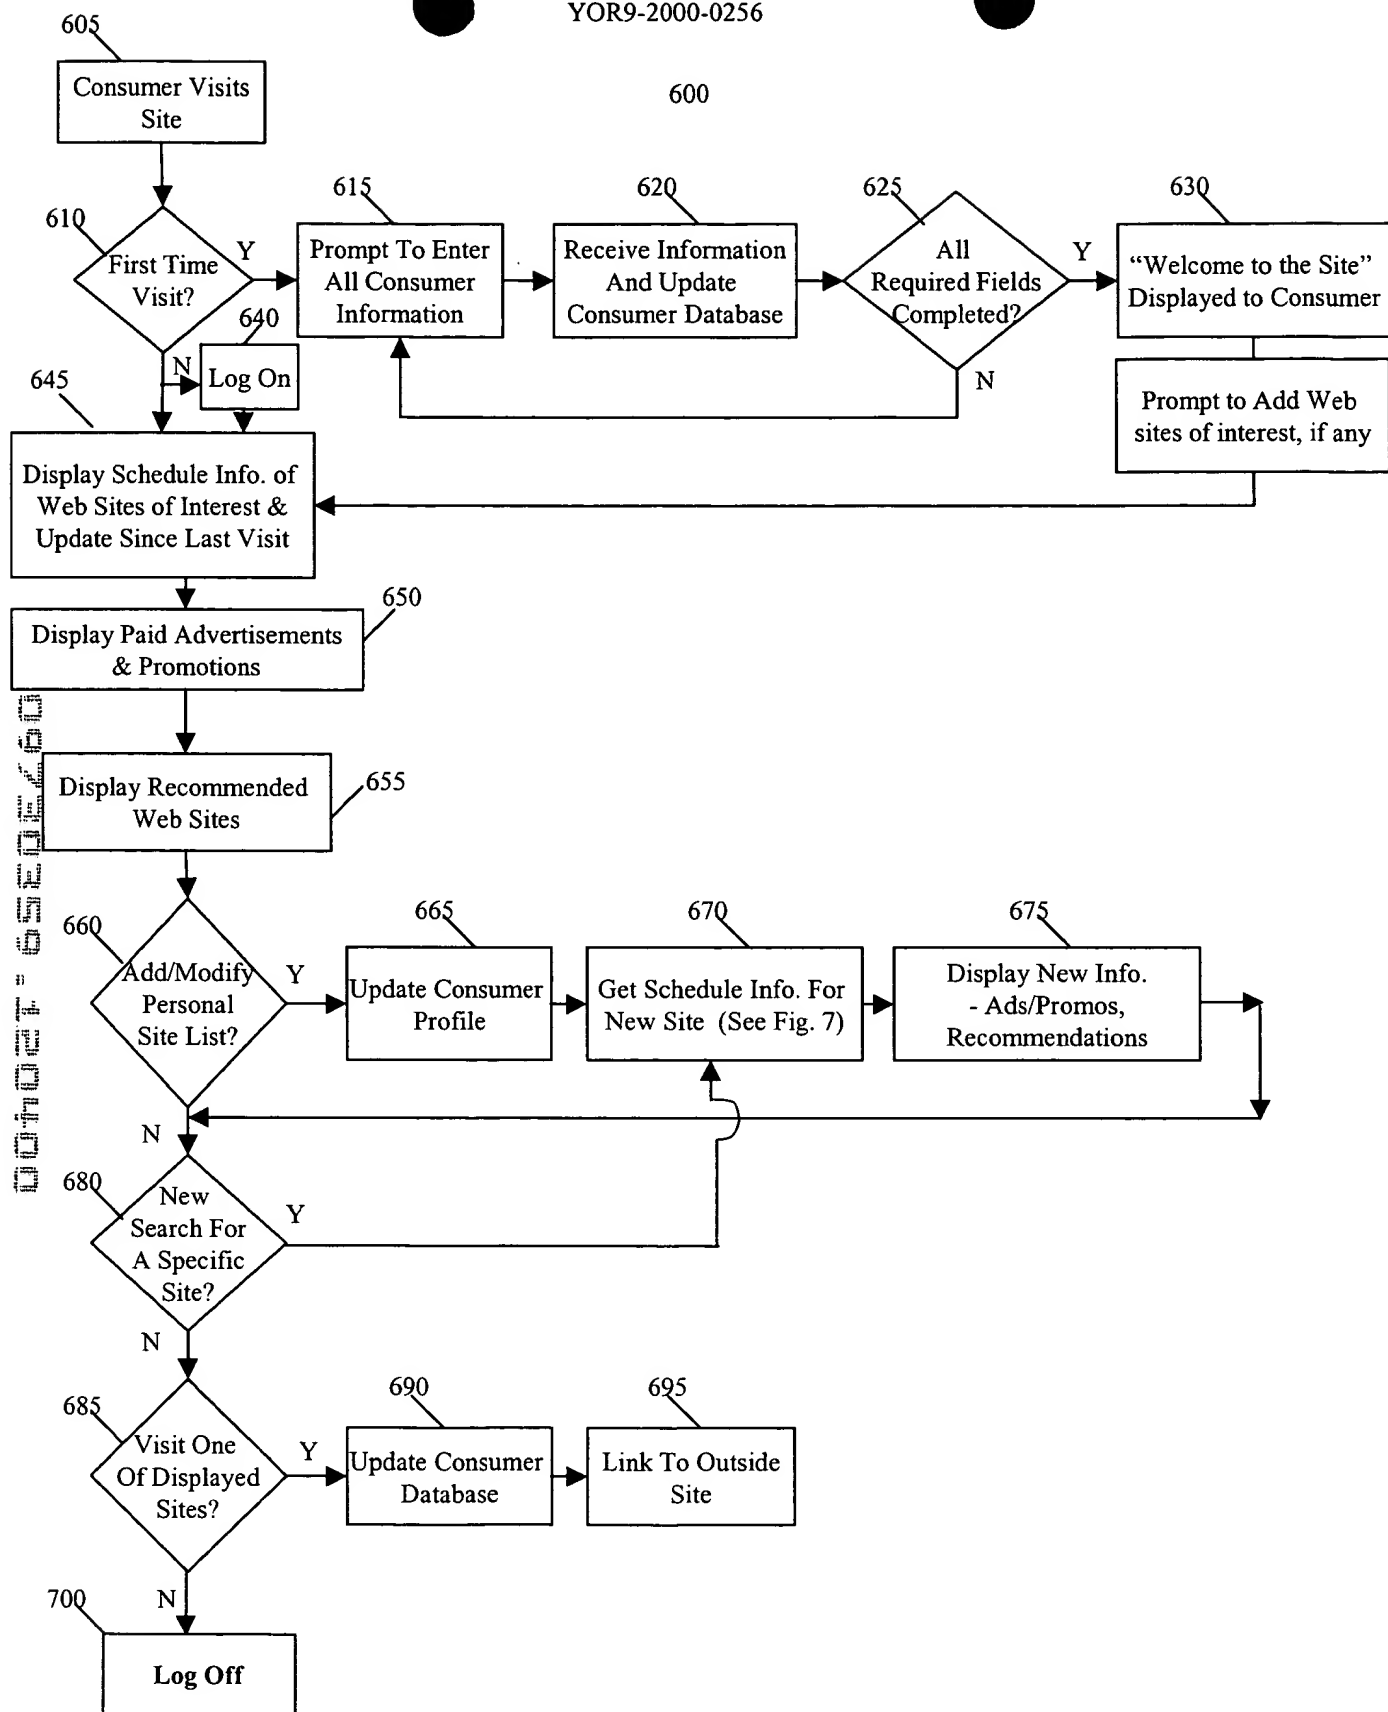 YOR9-2000-0256
605
Consumer Visits
Site
600
610
First Time
Visit?
Y
615
Prompt To Enter
All Consumer
Information
620
Receive Information
And Update
Consumer Database
625
All
Required Fields
Completed?
Y
N
630
“Welcome to the Site”
Displayed to Consumer
Prompt to Add Web
sites of interest, if any
N
640
Log On
645
Display Schedule Info. of
Web Sites of Interest &
Update Since Last Visit
650
Display Paid Advertisements
& Promotions
655
Display Recommended
Web Sites
660
Add/Modify
Personal
Site List?
Y
665
Update Consumer
Profile
670
Get Schedule Info. For
New Site (See Fig. 7)
675
Display New Info.
- Ads/Promos,
Recommendations
N
680
New
Search For
A Specific
Site?
Y
N
685
Visit One
Of Displayed
Sites?
Y
690
Update Consumer
Database
695
Link To Outside
Site
N
700
Log Off